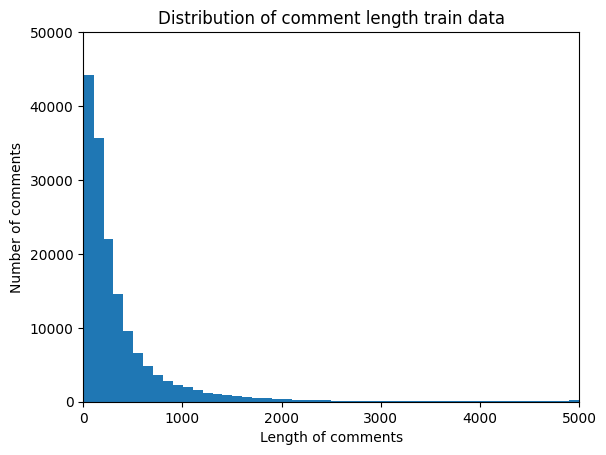 Distribution of comment length train data
50000
40000
30000
20000
10000
0
Number of comments
0 1000 2000 3000 4000 5000
Length of comments